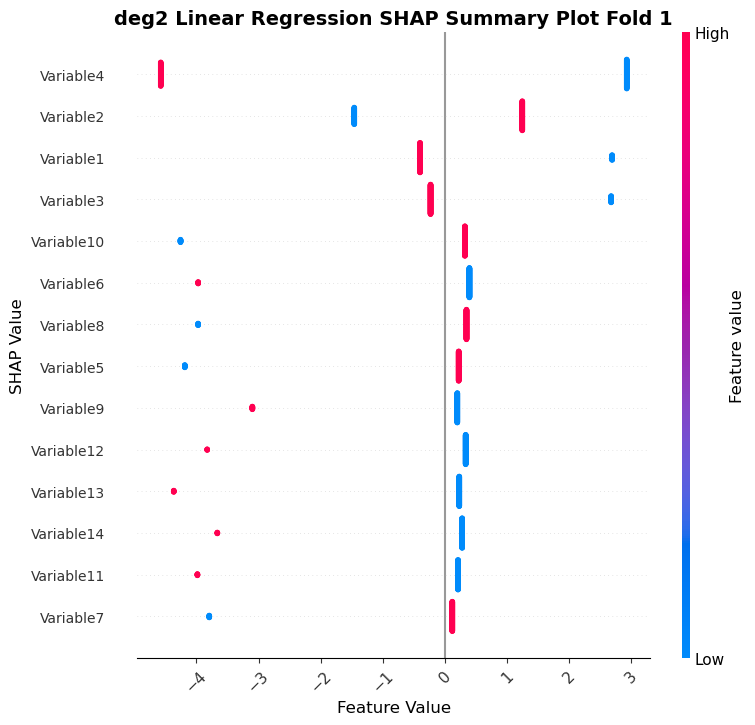 deg2 Linear Regression SHAP Summary Plot Fold 1
High
Variable4
Variable2
Variable1
Variable3
Variable10
Variable6
Variable8
Variable5
Variable9
Variable12
Variable13
Variable14
Variable11
Variable7
SHAP Value
Feature value
Low
−4 −3 −2 −1 0 1 2 3
Feature Value